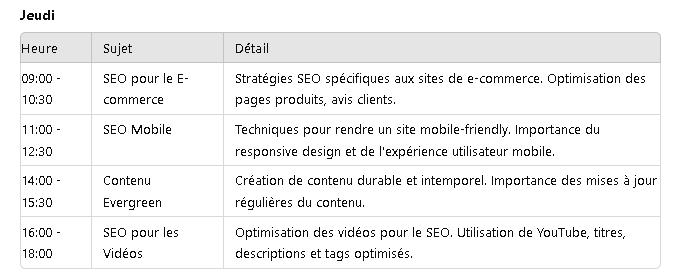 Jeudi
Heure Sujet Détail
09:00 - SEO pour le E- Stratégies SEO spécifiques aux sites de e-commerce. Optimisation des
10:30 commerce pages produits, avis clients.
11:00 - SEO Mobile Techniques pour rendre un site mobile-friendly. Importance du
12:30 responsive design et de l'expérience utilisateur mobile.
14:00 - Contenu Création de contenu durable et intemporel. Importance des mises à jour
15:30 Evergreen régulières du contenu.
16:00 - SEO pour les Optimisation des vidéos pour le SEO. Utilisation de YouTube, titres,
18:00 Vidéos descriptions et tags optimisés.